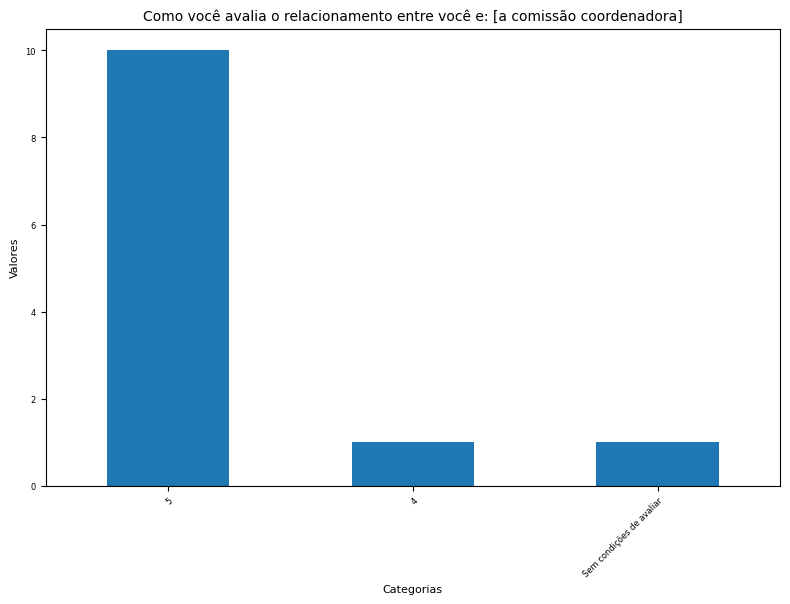 Como você avalia o relacionamento entre você e: [a comissão coordenadora]
10
8
6
4
2
0
Valores
5
4
Sem condições de avaliar
Categorias